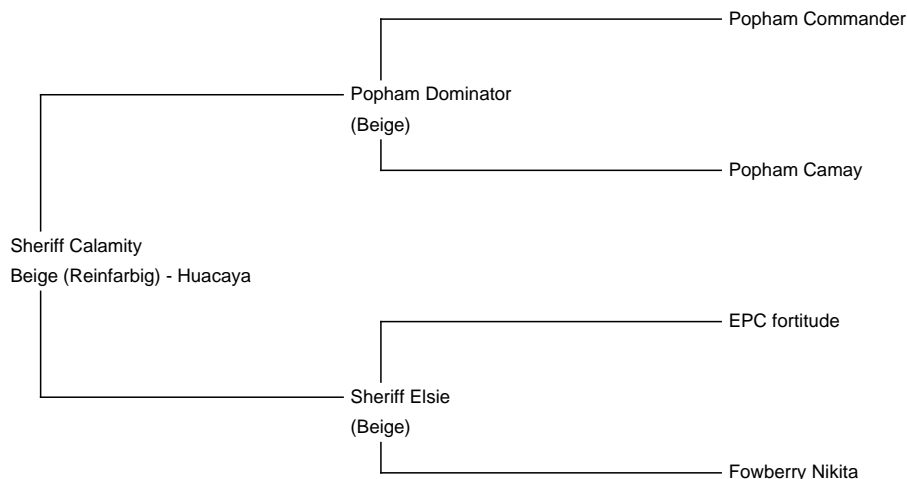 Popham Commander
Popham Dominator
(Beige)
Popham Camay
Sheriff Calamity
Beige (Reinfarbig) - Huacaya
EPC fortitude
Sheriff Elsie
(Beige)
Fowberry Nikita